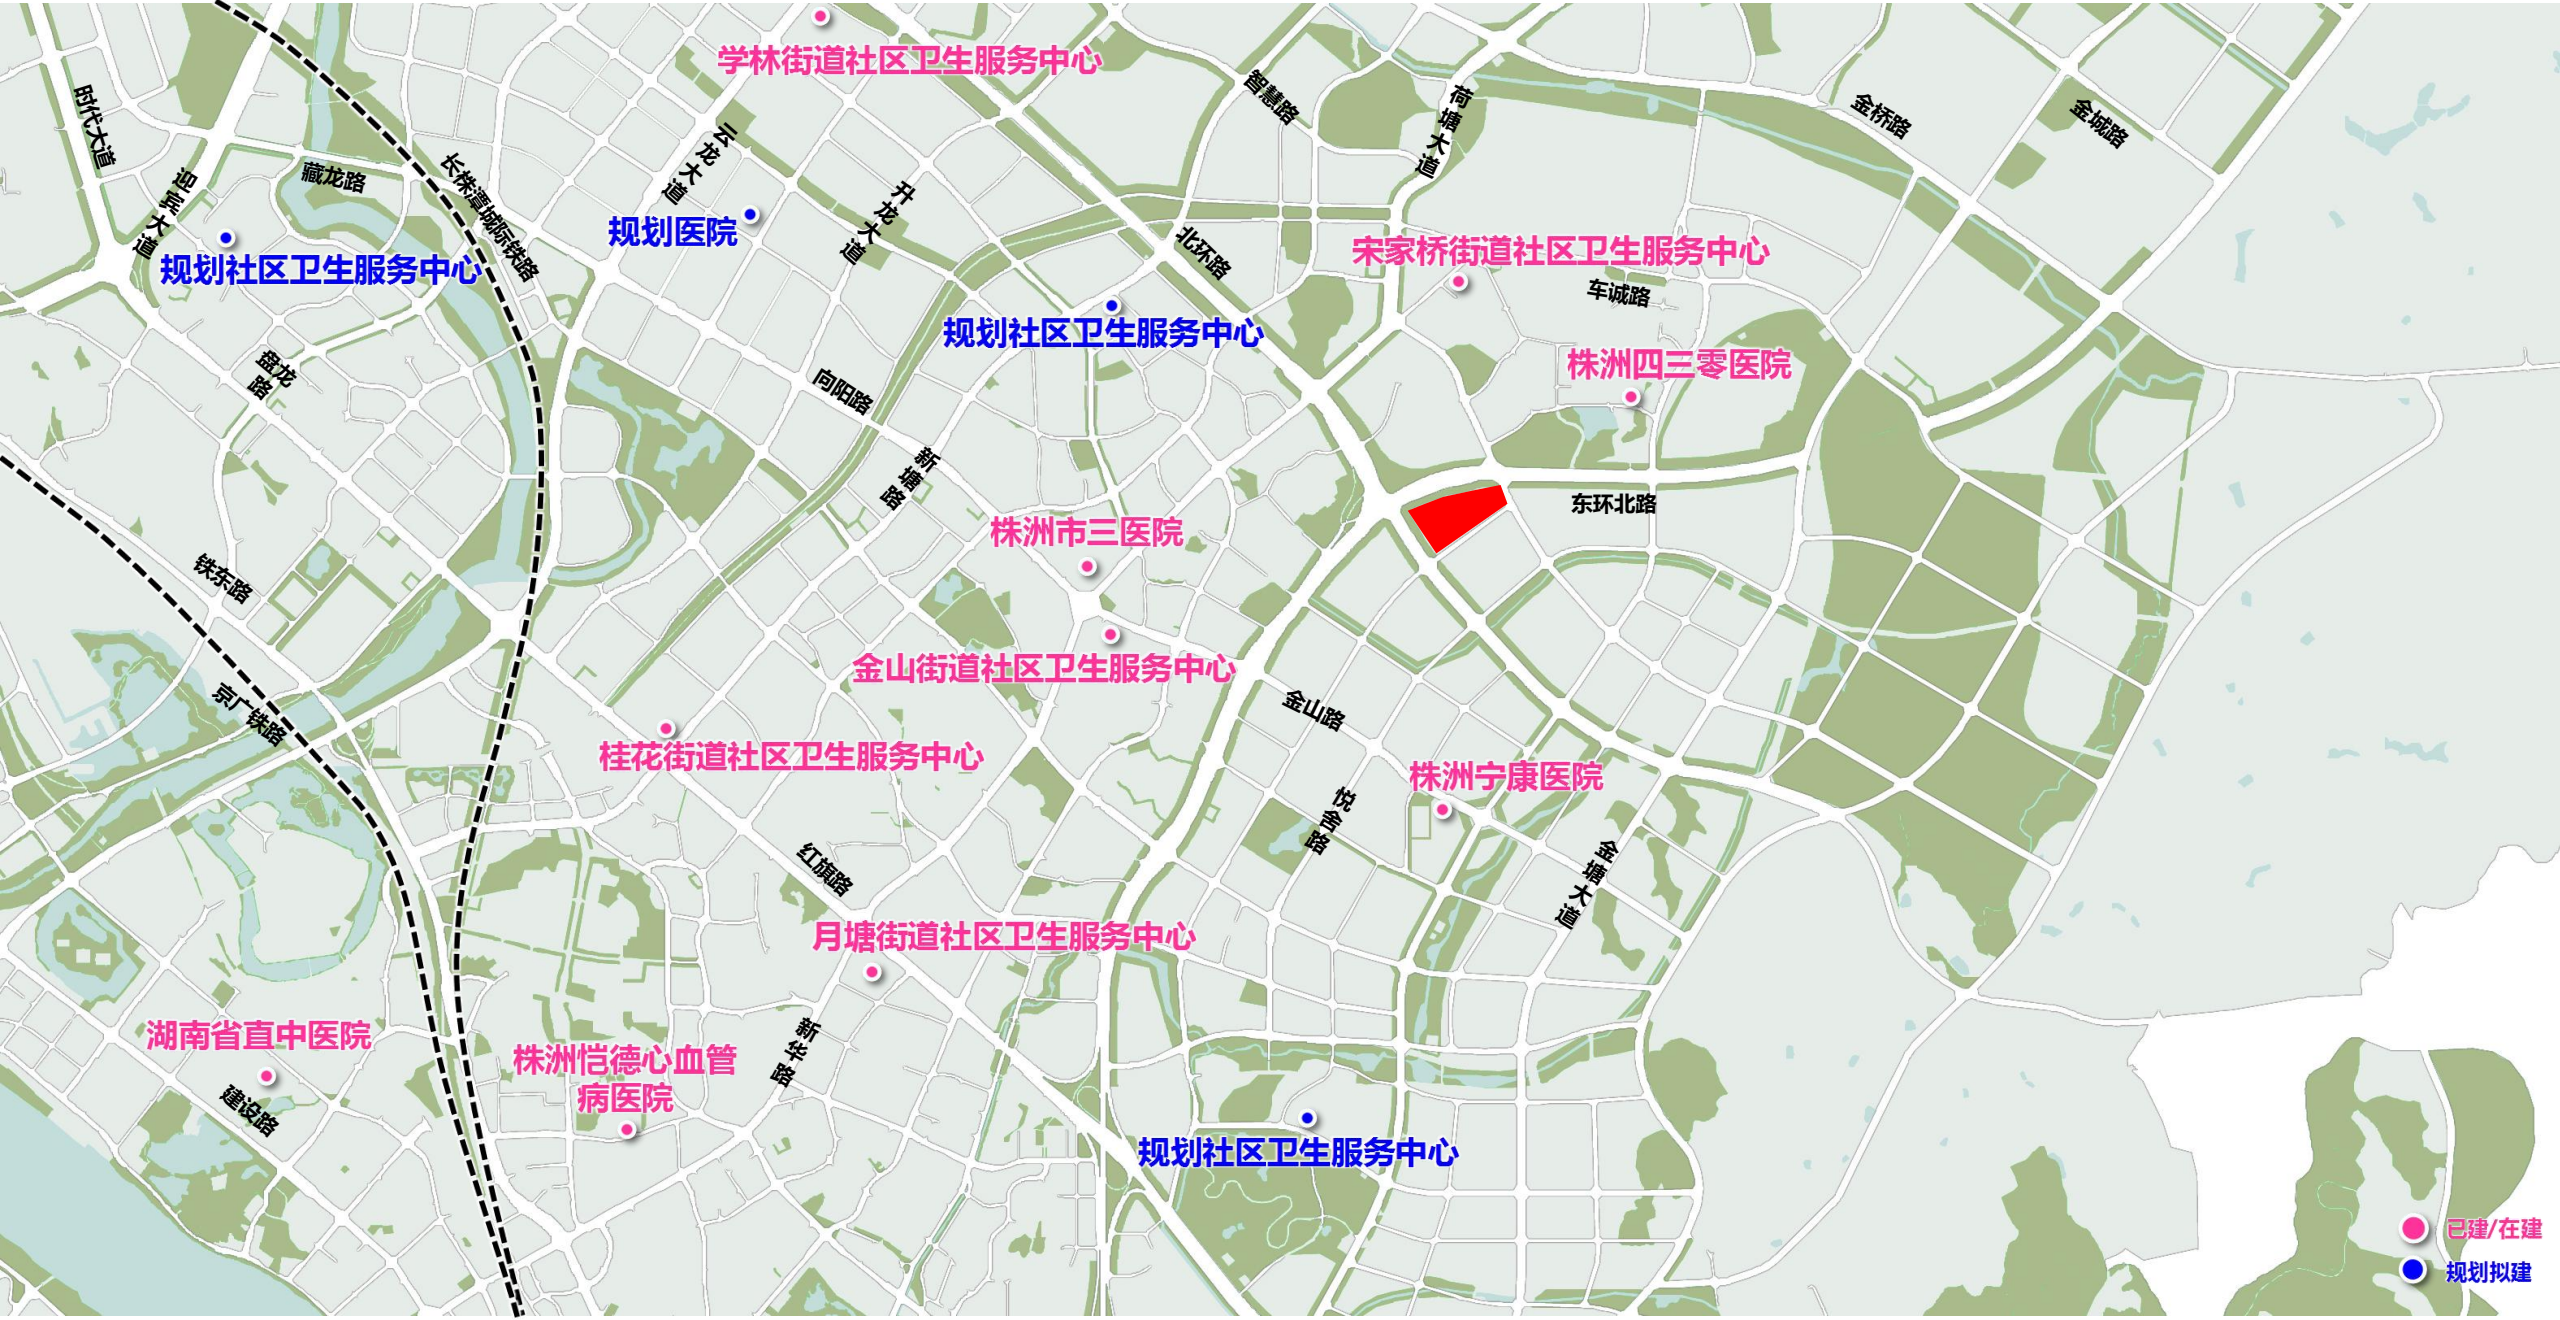 学林街道社区卫生服务中心
时代大道
智慧路
荷塘大道
金桥路
金城路
云龙大道
长株潭城际铁路
藏龙路
迎宾大道
升龙大道
规划医院
规划社区卫生服务中心
北环路
宋家桥街道社区卫生服务中心
车诚路
规划社区卫生服务中心
盘龙路
向阳路
株洲四三零医院
新塘路
东环北路
株洲市三医院
铁东路
金山街道社区卫生服务中心
京广铁路
金山路
桂花街道社区卫生服务中心
株洲宁康医院
悦舍路
红旗路
金塘大道
月塘街道社区卫生服务中心
湖南省直中医院
新华路
株洲恺德心血管
病医院
建设路
规划社区卫生服务中心
已建/在建
规划拟建